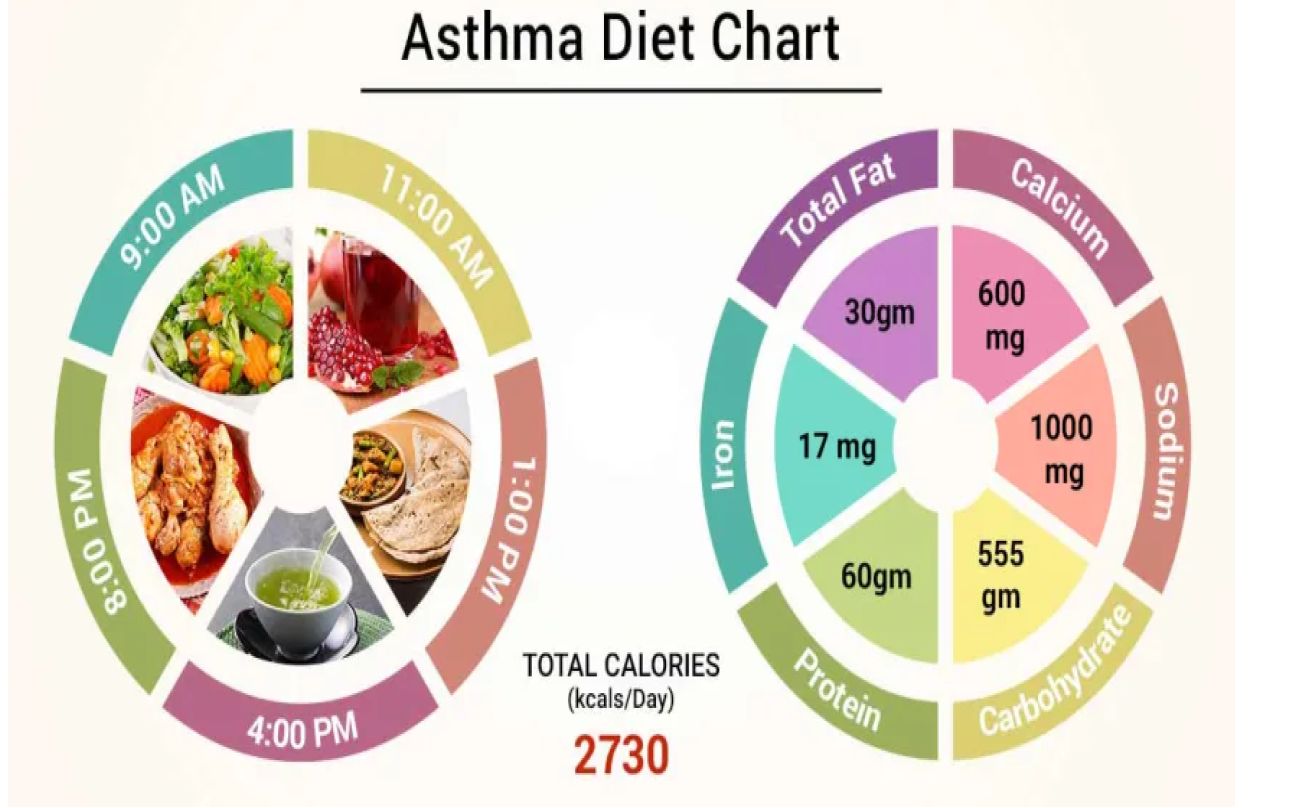 Asthma Diet Chart
9:00 AM
11:00 AM
1:00 PM
4:00 PM
8:00 PM
TOTAL CALORIES
(kcals/Day)
2730
Total Fat
30gm
Calcium
600
mg
Sodium
1000
mg
Carbohydrate
555
gm
Protein
60gm
Iron
17 mg